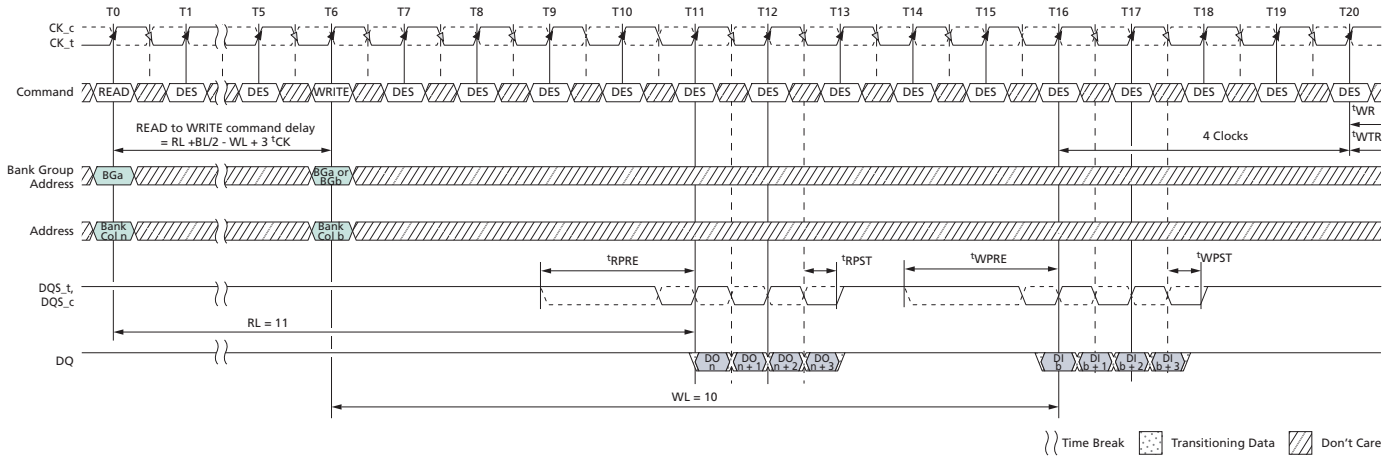 T0 T1 T5 T6 T7 T8 T9 T10 T11 T12 T13 T14 T15 T16 T17 T18 T19 T20
CK_c
CK_t
Command READ DES DES WRITE DES DES DES DES DES DES DES DES DES DES DES DES DES DES
tWR
READ to WRITE command delay
= RL +BL/2 - WL + 3 tCK
4 Clocks tWTR
Bank Group
Address
BGa
BGa or
BGb
Address
Bank
Col n
Bank
Col b
tRPRE tRPST tWPRE tWPST
DQS_t,
DQS_c
RL = 11
DQ
DO
n
DO
n + 1
DO
n + 2
DO
n + 3
DI
b
DI
b + 1
DI
b + 2
DI
b + 3
WL = 10
Time Break Transitioning Data Don't Care